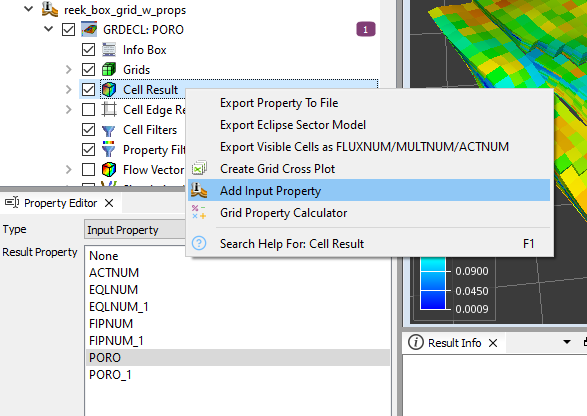 reek_box_grid_w_props
GRDECL: PORO 1
Info Box
Grids
Cell Result
Cell Edge Re
Cell Filters
Property Filt
Flow Vector
Export Property To File
Export Eclipse Sector Model
Export Visible Cells as FLUXNUM/MULTNUM/ACTNUM
Create Grid Cross Plot
Add Input Property
Grid Property Calculator
Search Help For: Cell Result F1
Property Editor
Type Input Property
Result Property
None
ACTNUM
EQLNUM
EQLNUM_1
FIPNUM
FIPNUM_1
PORO
PORO_1
0.0900
0.0450
0.0009
Result Info